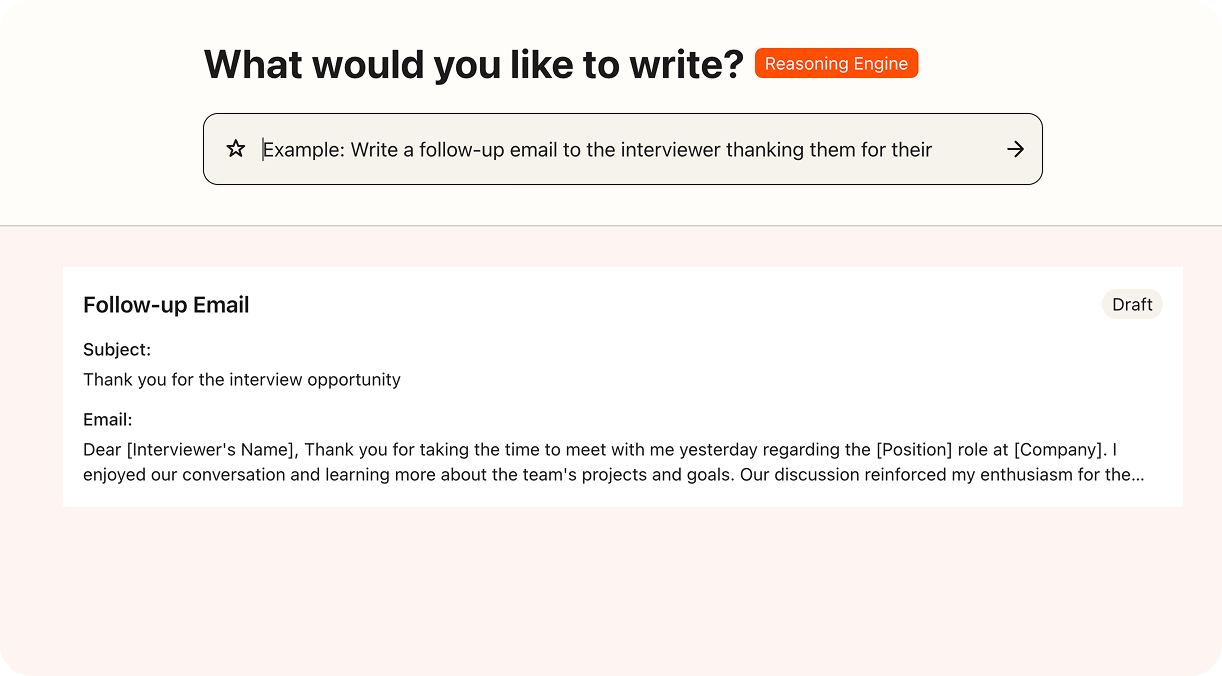 What would you like to write? Reasoning Engine
Example: Write a follow-up email to the interviewer thanking them for their
Follow-up Email Draft
Subject:
Thank you for the interview opportunity
Email:
Dear [Interviewer's Name], Thank you for taking the time to meet with me yesterday regarding the [Position] role at [Company]. I
enjoyed our conversation and learning more about the team's projects and goals. Our discussion reinforced my enthusiasm for the...